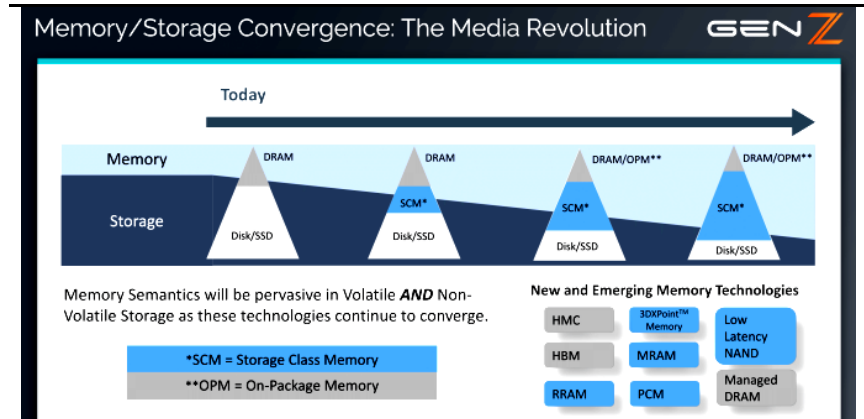 Memory/Storage Convergence: The Media Revolution
GEN Z
Today
Memory
DRAM
DRAM
DRAM/OPM**
DRAM/OPM**
SCM*
SCM*
SCM*
Storage
Disk/SSD
Disk/SSD
Disk/SSD
Disk/SSD
Memory Semantics will be pervasive in Volatile AND Non-
Volatile Storage as these technologies continue to converge.
*SCM = Storage Class Memory
**OPM = On-Package Memory
New and Emerging Memory Technologies
HMC
3DXPoint™
Memory
Low
Latency
NAND
HBM
MRAM
RRAM
PCM
Managed
DRAM